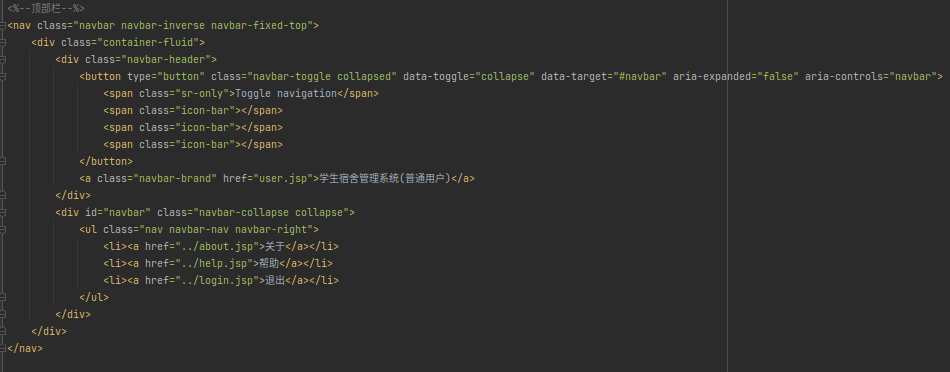 <%--顶部栏--%>
<nav class="navbar navbar-inverse navbar-fixed-top">
<div class="container-fluid">
<div class="navbar-header">
<button type="button" class="navbar-toggle collapsed" data-toggle="collapse" data-target="#navbar" aria-expanded="false" aria-controls="navbar">
<span class="sr-only">Toggle navigation</span>
<span class="icon-bar"></span>
<span class="icon-bar"></span>
<span class="icon-bar"></span>
</button>
<a class="navbar-brand" href="user.jsp">学生宿舍管理系统(普通用户)</a>
</div>
<div id="navbar" class="navbar-collapse collapse">
<ul class="nav navbar-nav navbar-right">
<li><a href="../about.jsp">关于</a></li>
<li><a href="../help.jsp">帮助</a></li>
<li><a href="../login.jsp">退出</a></li>
</ul>
</div>
</div>
</nav>